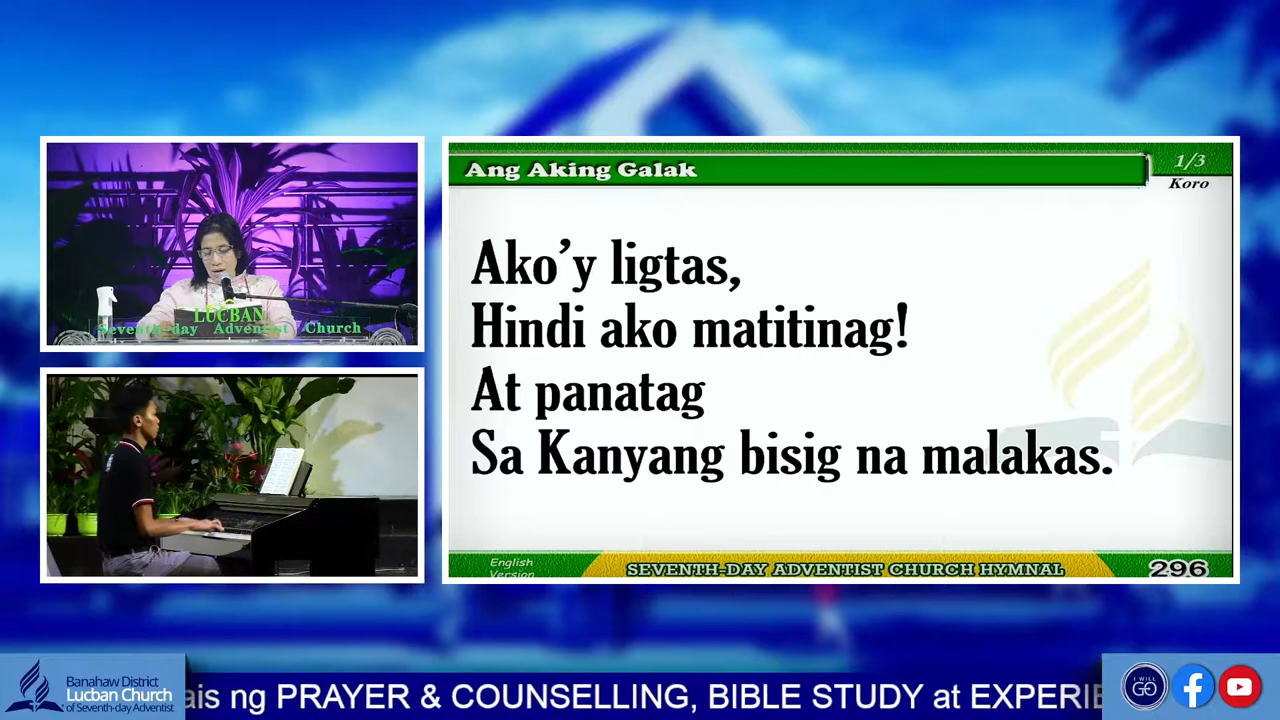 LUCBAN
Seventh-day Adventist Church
Ang Aking Galak
1/3
Koro
Ako’y ligtas,
Hindi ako matitinag!
At panatag
Sa Kanyang bisig na malakas.
English
Version
SEVENTH-DAY ADVENTIST CHURCH HYMNAL
296
Banahaw District
Lucban Church
of Seventh-day Adventist
ais ng PRAYER & COUNSELLING, BIBLE STUDY at EXPERIE
I WILL
GO